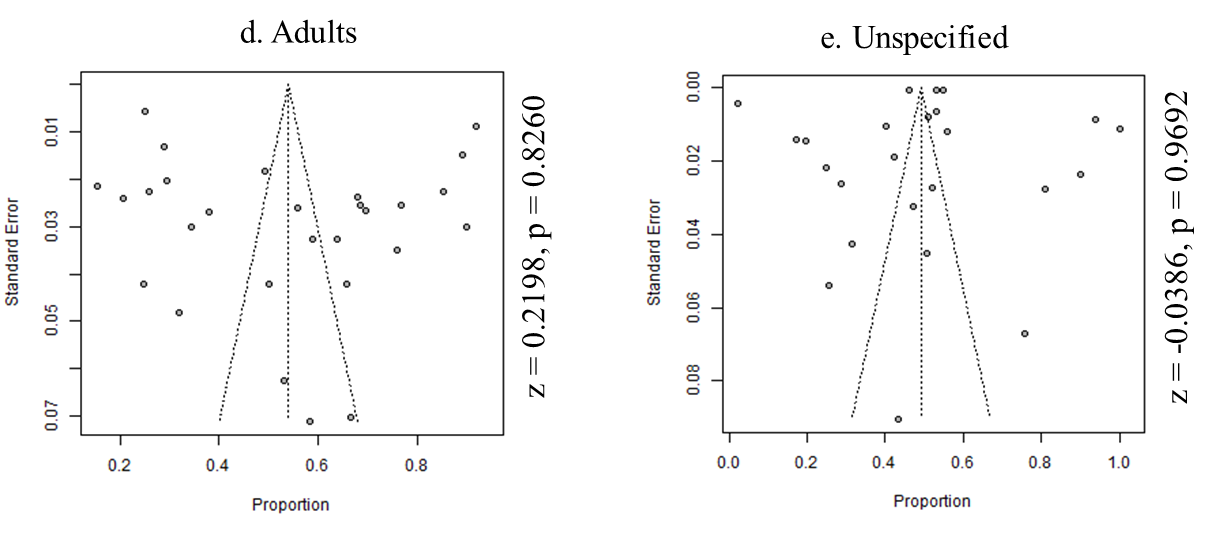 d. Adults
0.01
0.03
0.05
0.07
Standard Error
0.2
0.4
0.6
0.8
Proportion
z = 0.2198, p = 0.8260
e. Unspecified
0.00
0.02
0.04
0.06
0.08
Standard Error
0.0
0.2
0.4
0.6
0.8
1.0
Proportion
z = -0.0386, p = 0.9692